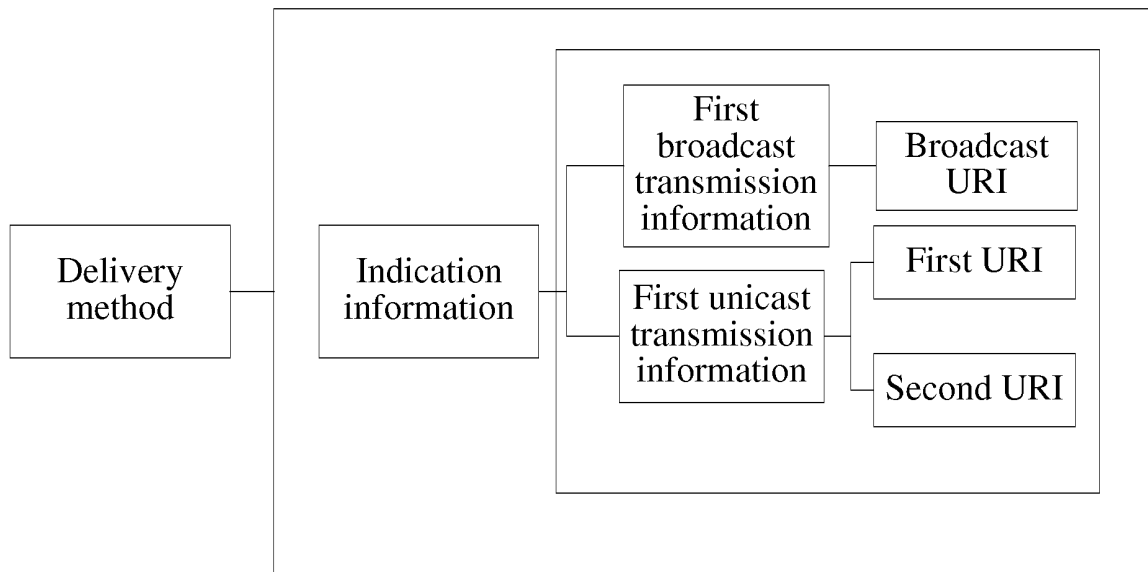 Delivery
method
Indication
information
First
broadcast
transmission
information
Broadcast
URI
First unicast
transmission
information
First URI
Second URI